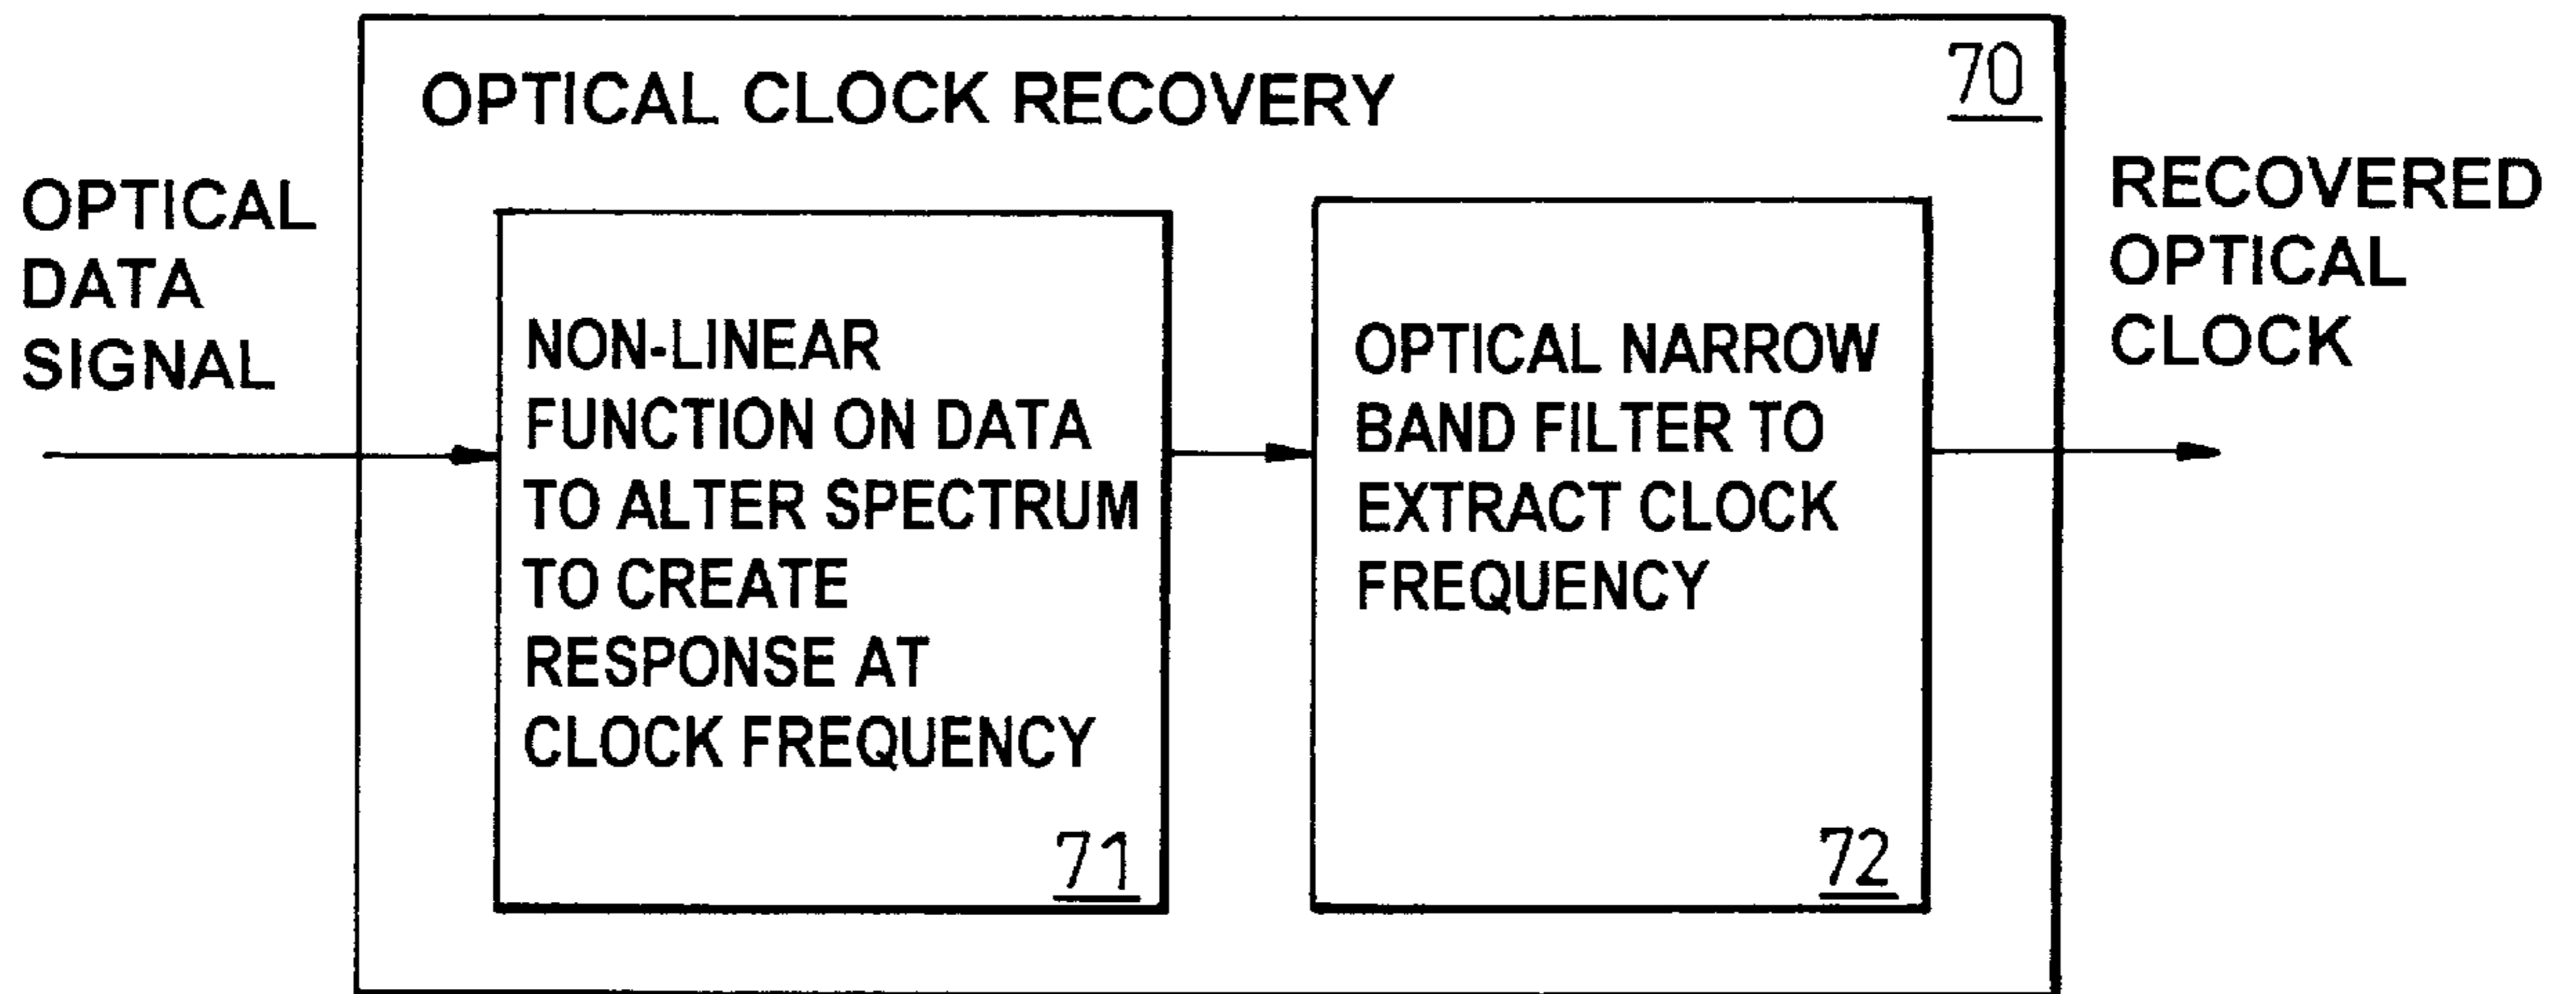 OPTICAL CLOCK RECOVERY
70
OPTICAL
DATA
SIGNAL
NON-LINEAR
FUNCTION ON DATA
TO ALTER SPECTRUM
TO CREATE
RESPONSE AT
CLOCK FREQUENCY
71
OPTICAL NARROW
BAND FILTER TO
EXTRACT CLOCK
FREQUENCY
72
RECOVERED
OPTICAL
CLOCK